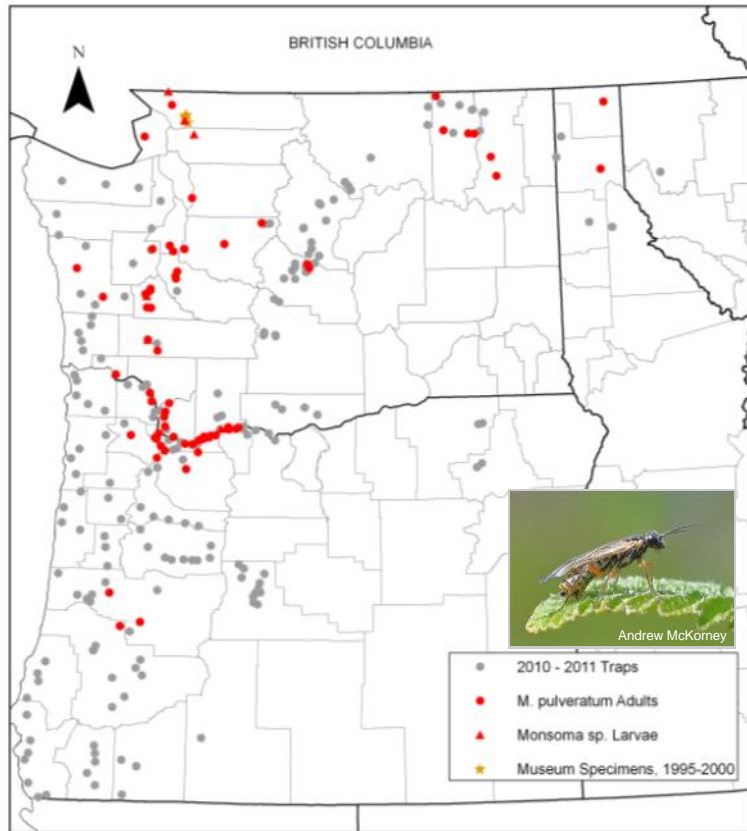 BRITISH COLUMBIA
N
Andrew McKorney
2010 - 2011 Traps
M. pulveratum Adults
Monsoma sp. Larvae
Museum Specimens, 1995-2000